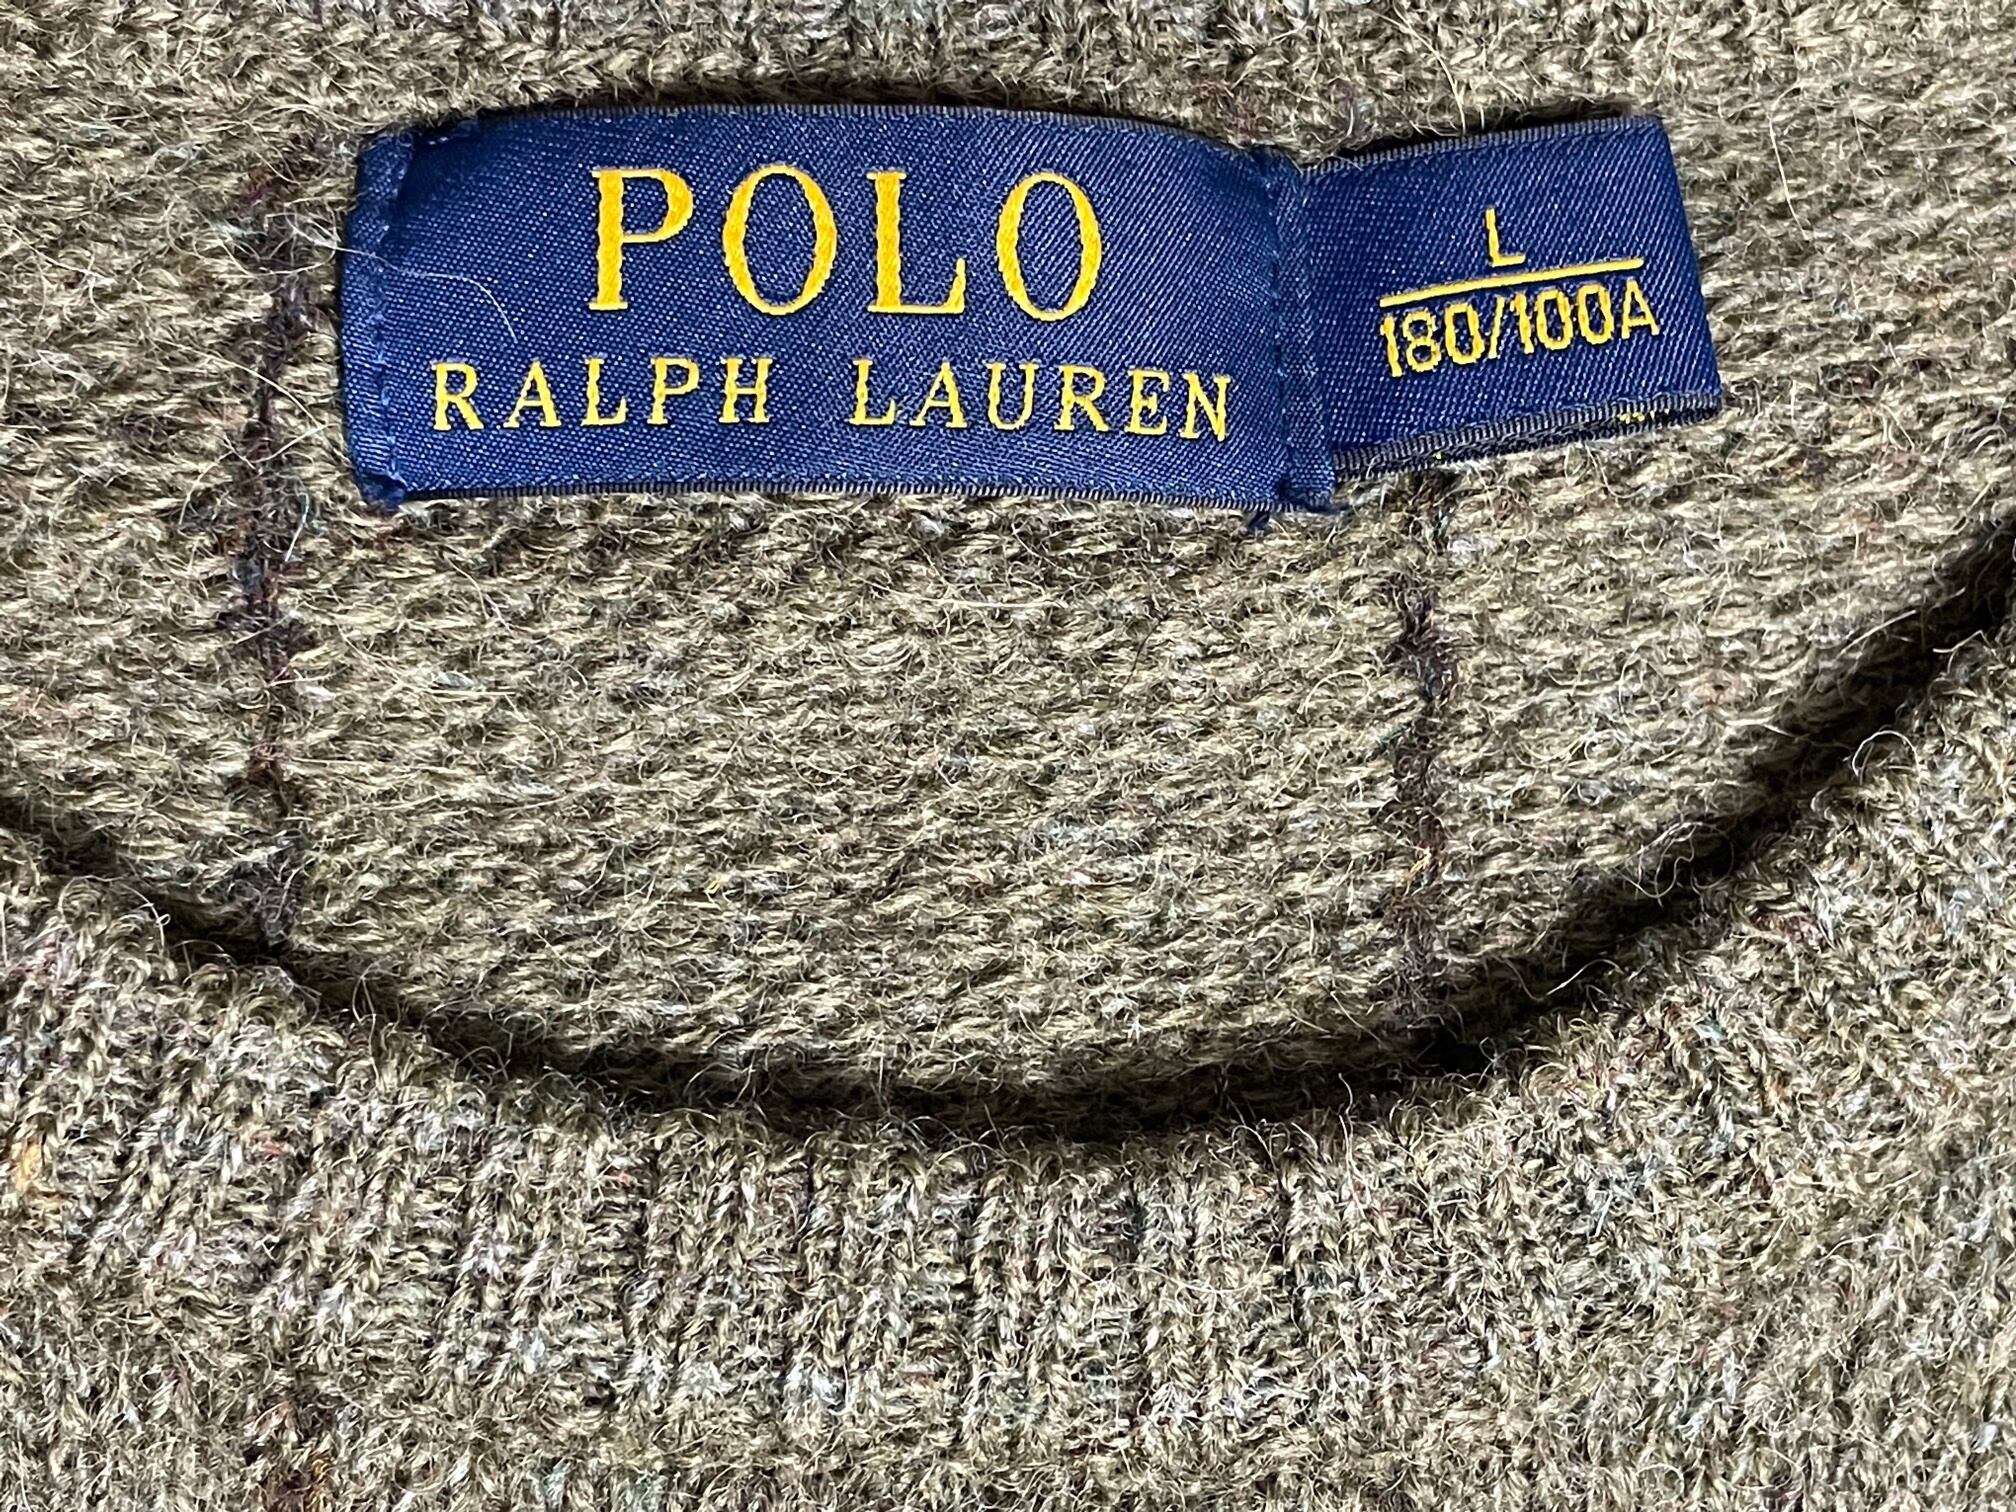 POLO
RALPH LAUREN
L
180/100A